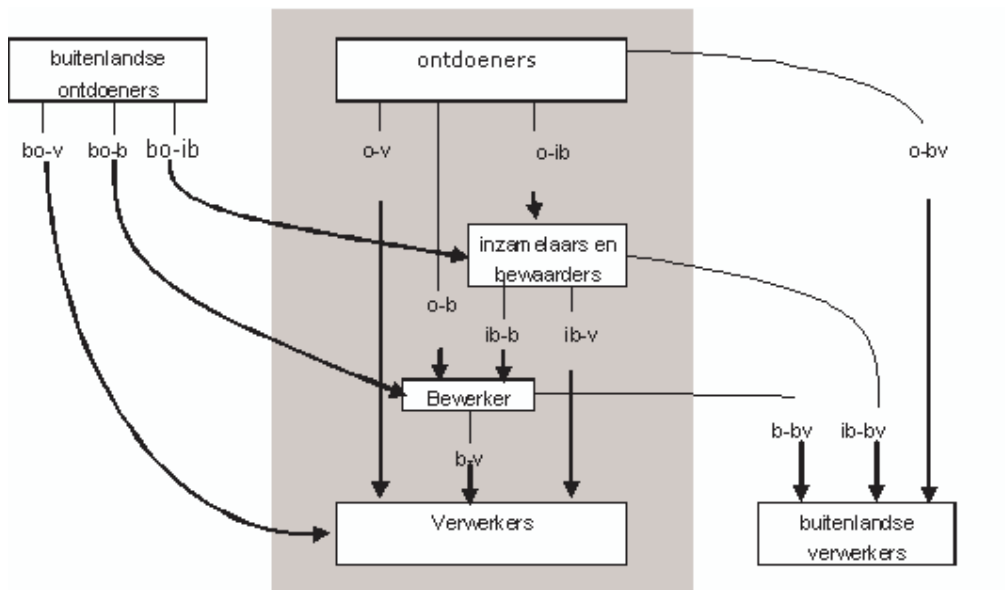 buitenlandse
ontdoeners
ontdoeners
bo-v
bo-b
bo-ib
o-v
o-ib
o-bv
inzamelaars en
bewaarders
o-b
ib-b
ib-v
Bewerker
b-bv
ib-bv
b-v
Verwerkers
buitenlandse
verwerkers